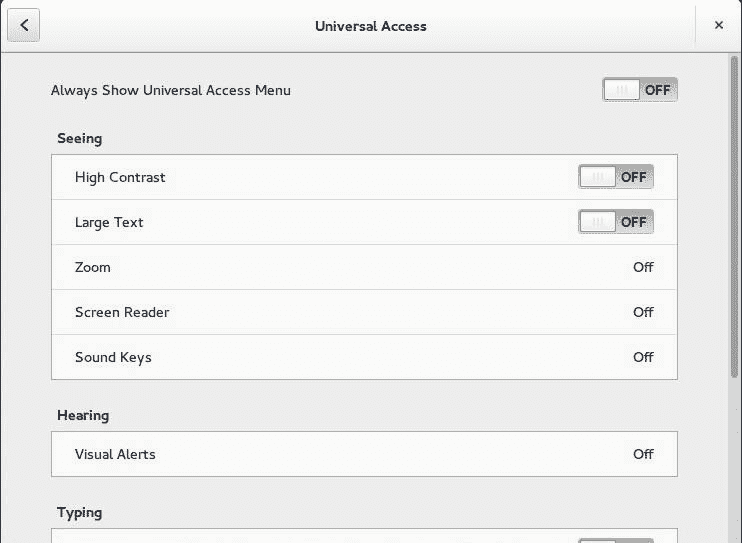 Universal Access
Always Show Universal Access Menu OFF
Seeing
High Contrast OFF
Large Text OFF
Zoom Off
Screen Reader Off
Sound Keys Off
Hearing
Visual Alerts Off
Typing